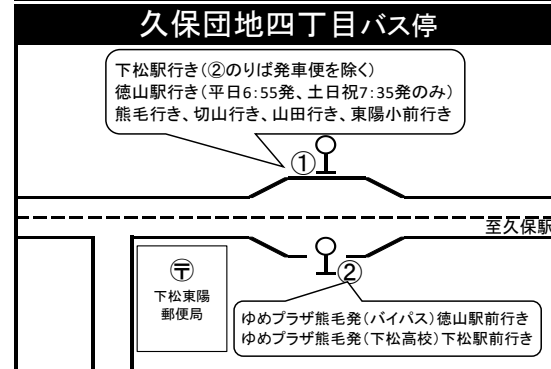 久保団地四丁目バス停
下松駅行き(②のりば発車便を除く)
徳山駅行き(平日6:55発、土日祝7:35発のみ)
熊毛行き、切山行き、山田行き、東陽小前行き
①
至久保駅
②
〒
下松東陽
郵便局
ゆめプラザ熊毛発(バイパス)徳山駅前行き
ゆめプラザ熊毛発(下松高校)下松駅前行き